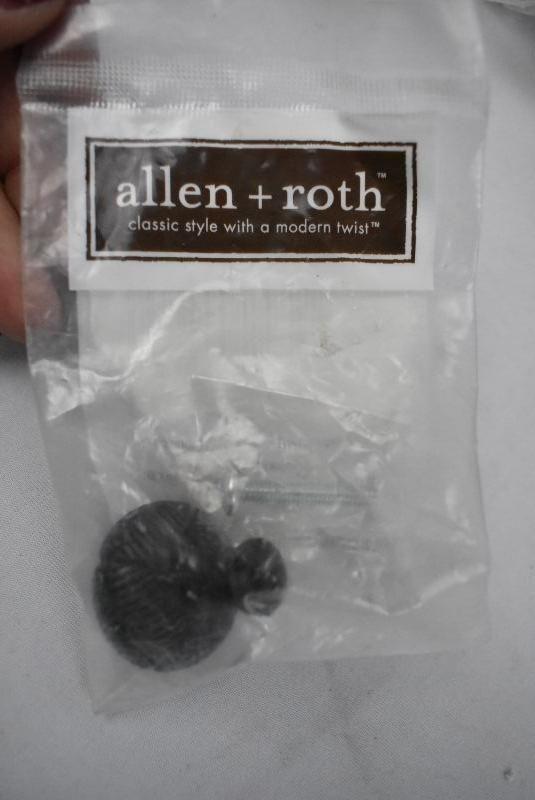 allen + roth™
classic style with a modern twist™